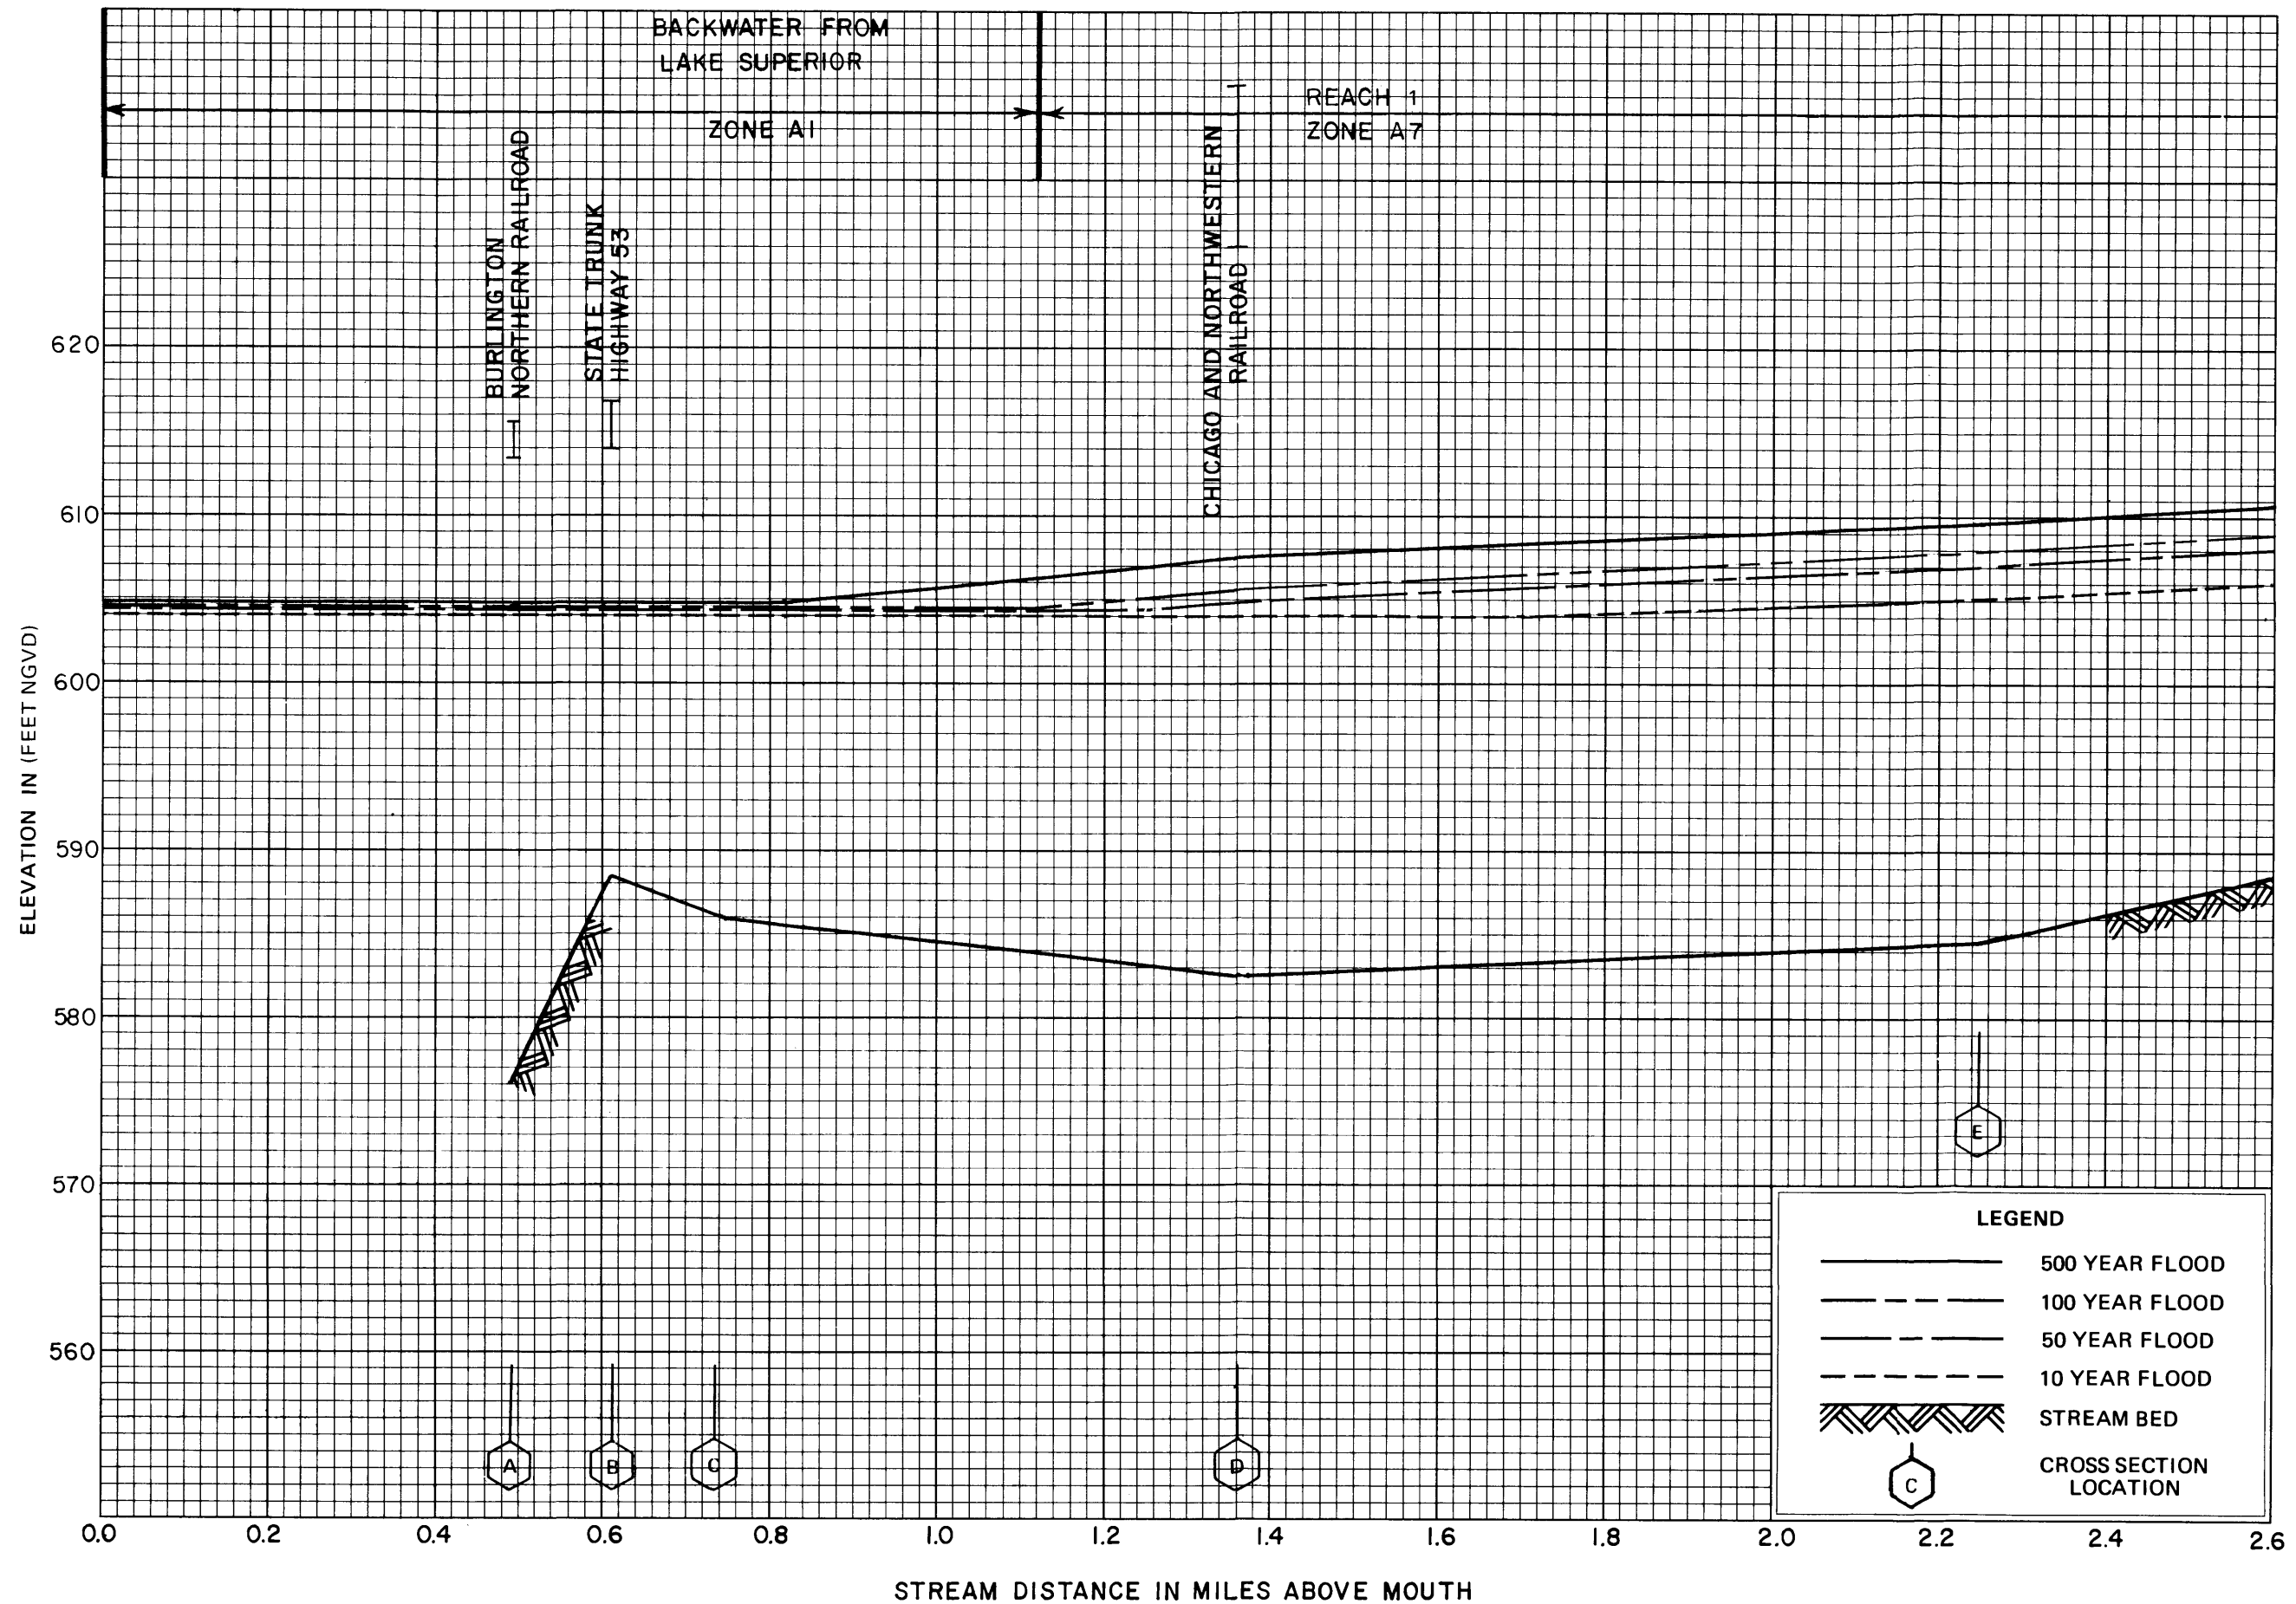 BACKWATER FROM
LAKE SUPERIOR
ZONE A1
REACH 1
ZONE A7
BURLINGTON
NORTHERN RAILROAD
STATE TRUNK
HIGHWAY 53
CHICAGO AND NORTHWESTERN
RAILROAD
ELEVATION IN (FEET NGVD)
620
610
600
590
580
570
560
A
B
C
D
E
LEGEND
500 YEAR FLOOD
100 YEAR FLOOD
50 YEAR FLOOD
10 YEAR FLOOD
STREAM BED
C
CROSS SECTION
LOCATION
0.0 0.2 0.4 0.6 0.8 1.0 1.2 1.4 1.6 1.8 2.0 2.2 2.4 2.6
STREAM DISTANCE IN MILES ABOVE MOUTH